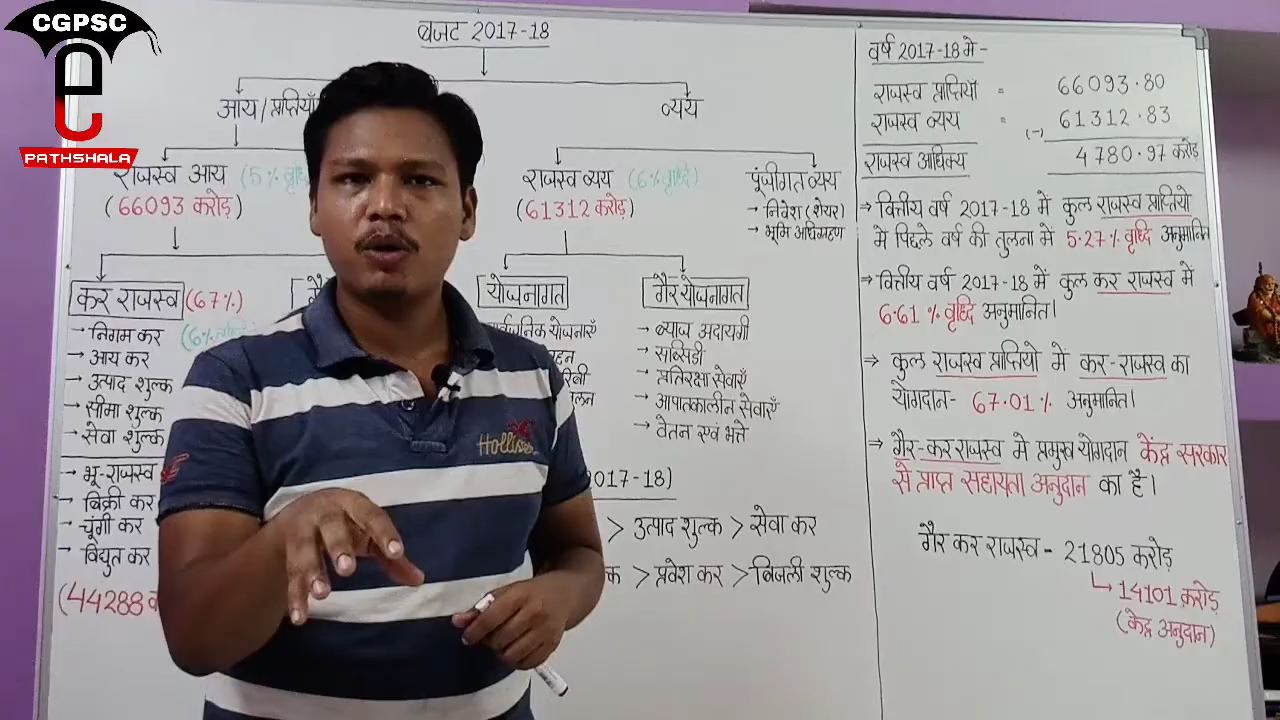 CGPSC
e
PATHSHALA
बजट 2017-18
आय/प्राप्तियाँ
व्यय
राजस्व आय (5% वृद्धि
(66093 करोड़)
राजस्व व्यय (6% वृद्धि)
(61312 करोड़)
पूंजीगत व्यय
→ निवेश (शेयर)
→ भूमि अधिग्रहण
कर राजस्व (67%)
→ निगम कर (6%
→ आय कर
→ उत्पाद शुल्क
→ सीमा शुल्क
→ सेवा शुल्क
→ भू-राजस्व
→ बिक्री कर
→ चूंगी कर
→ विद्युत कर
(44288
योजनागत
योजनाएँ
गैर योजनागत
→ ब्याज अदायगी
→ सब्सिडी
→ प्रतिरक्षा सेवाएँ
→ आपातकालीन सेवाएँ
→ वेतन एवं भत्ते
2017-18)
> उत्पाद शुल्क > सेवा कर
> प्रवेश कर > बिजली शुल्क
वर्ष 2017-18 मे -
राजस्व प्राप्तियाँ = 66093.80
राजस्व व्यय = (-) 61312.83
राजस्व आधिक्य 4780.97 करोड़
→ वित्तीय वर्ष 2017-18 में कुल राजस्व प्राप्तियो
में पिछले वर्ष की तुलना में 5.27% वृध्दि अनुमानित
→ वित्तीय वर्ष 2017-18 में कुल कर राजस्व मे
6.61 % वृध्दि अनुमानित।
→ कुल राजस्व प्राप्तियो में कर-राजस्व का
योगदान- 67.01% अनुमानित।
→ गैर-कर राजस्व मे प्रमुख योगदान केंद्र सरकार
से प्राप्त सहायता अनुदान का है।
गैर कर राजस्व - 21805 करोड़
↳ 14101 करोड़
(केंद्र अनुदान)